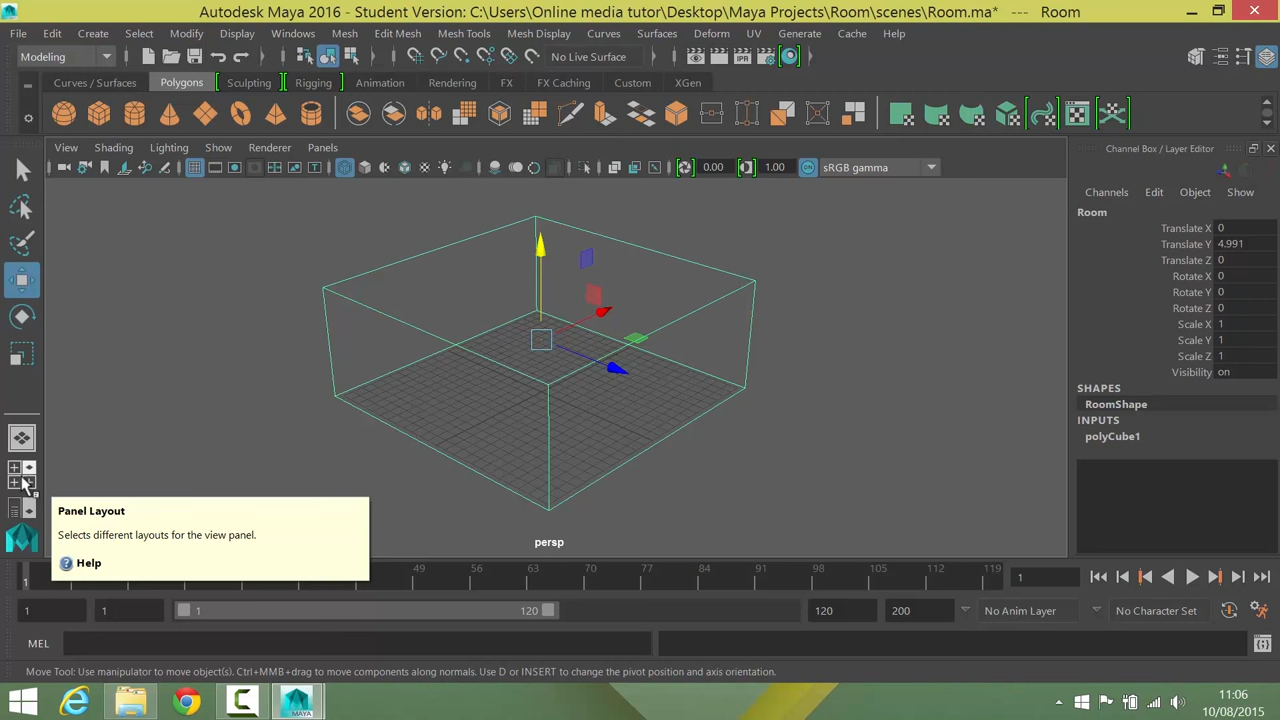 Autodesk Maya 2016 - Student Version: C:\Users\Online media tutor\Desktop\Maya Projects\Room\scenes\Room.ma* --- Room
File Edit Create Select Modify Display Windows Mesh Edit Mesh Mesh Tools Mesh Display Curves Surfaces Deform UV Generate Cache Help
Modeling No Live Surface IPR
Curves / Surfaces Polygons Sculpting Rigging Animation Rendering FX FX Caching Custom XGen
View Shading Lighting Show Renderer Panels
0.00 1.00 ON sRGB gamma
Channel Box / Layer Editor
Channels Edit Object Show
Room
Translate X 0
Translate Y 4.991
Translate Z 0
Rotate X 0
Rotate Y 0
Rotate Z 0
Scale X 1
Scale Y 1
Scale Z 1
Visibility on
SHAPES
RoomShape
INPUTS
polyCube1
persp
Panel Layout
Selects different layouts for the view panel.
? Help
MAYA
1 49 56 63 70 77 84 91 98 105 112 119 1
1 1 1 120 120 200 No Anim Layer No Character Set
MEL
Move Tool: Use manipulator to move object(s). Ctrl+MMB+drag to move components along normals. Use D or INSERT to change the pivot position and axis orientation.
MAYA
11:06
10/08/2015